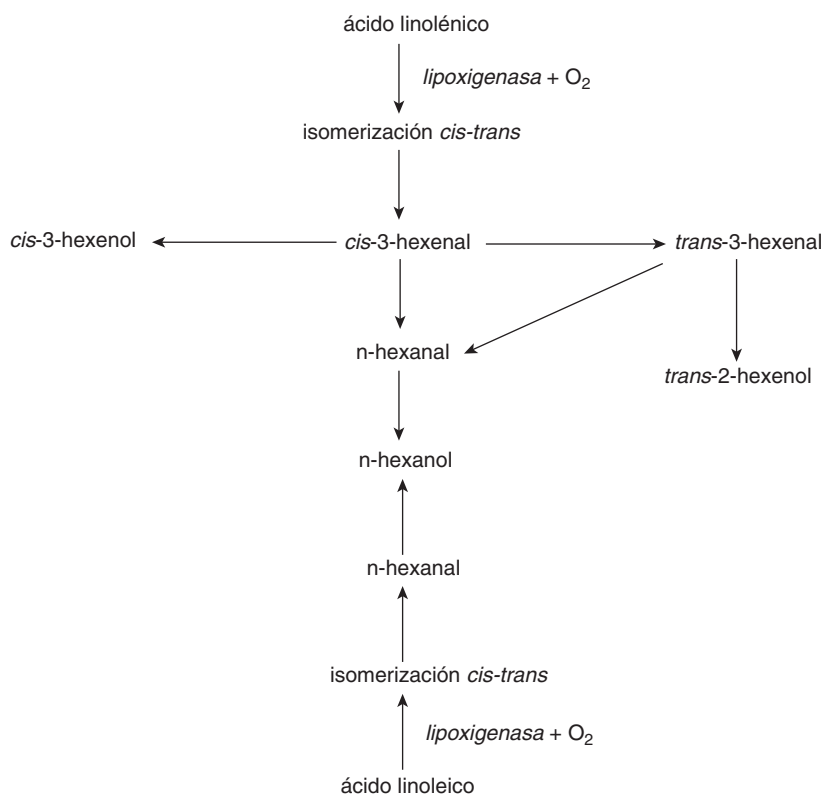 ácido linolénico
lipoxigenasa + O₂
isomerización cis-trans
cis-3-hexenol
cis-3-hexenal
trans-3-hexenal
n-hexanal
trans-2-hexenol
n-hexanol
n-hexanal
isomerización cis-trans
lipoxigenasa + O₂
ácido linoleico